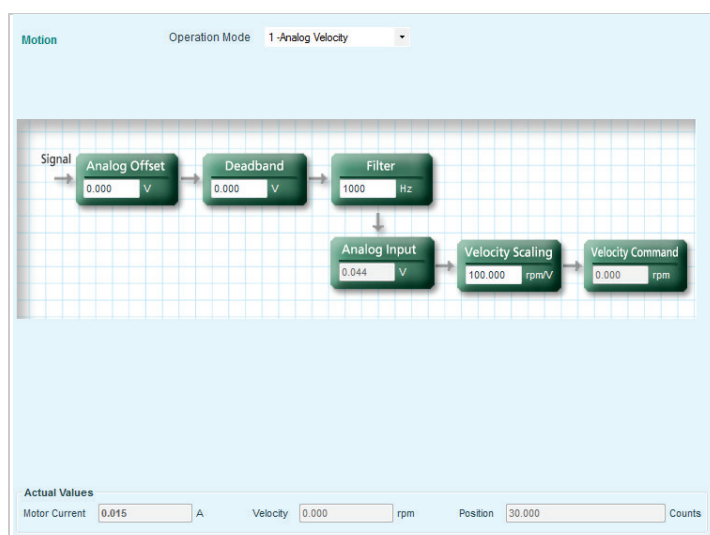 Motion
Operation Mode 1 -Analog Velocity
Signal
Analog Offset
0.000 V
Deadband
0.000 V
Filter
1000 Hz
Analog Input
0.044 V
Velocity Scaling
100.000 rpm/V
Velocity Command
0.000 rpm
Actual Values
Motor Current 0.015 A Velocity 0.000 rpm Position 30.000 Counts